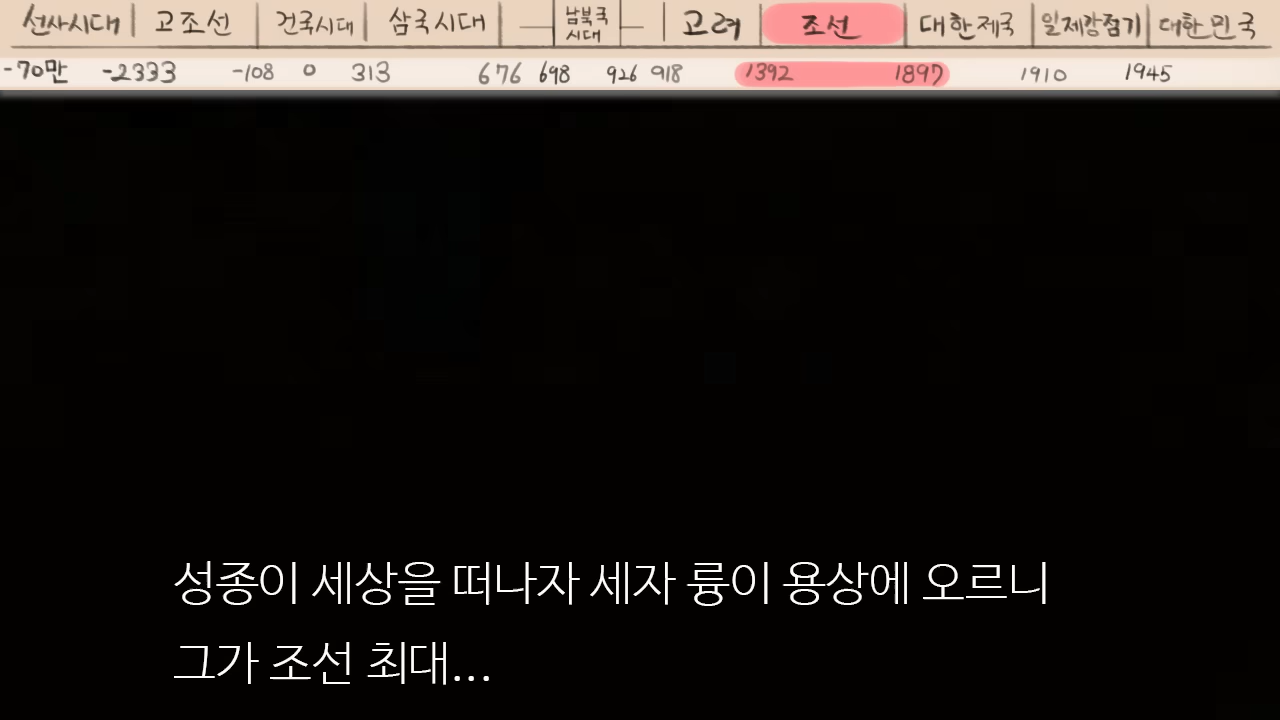 선사시대 고조선 건국시대 삼국시대 남북국 시대 고려 조선 대한제국 일제강점기 대한민국
-70만 -2333 -108 0 313 676 698 926 918 1392 1897 1910 1945
성종이 세상을 떠나자 세자 륭이 용상에 오르니
그가 조선 최대...